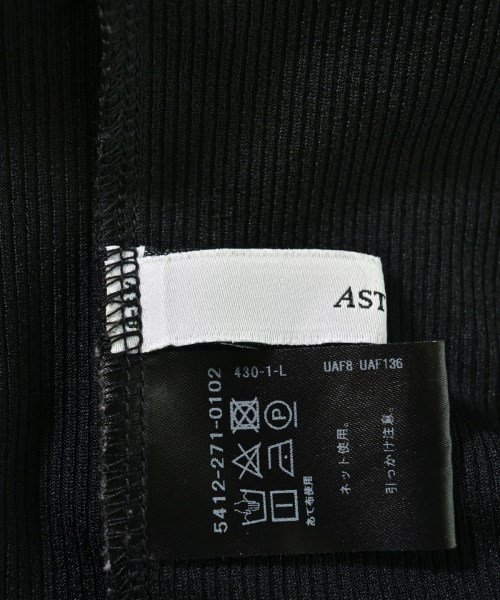 AST
5412-271-0102
430-1-L
UAF8 UAF136
P
あて布使用
ネット使用。
引っかけ注意。